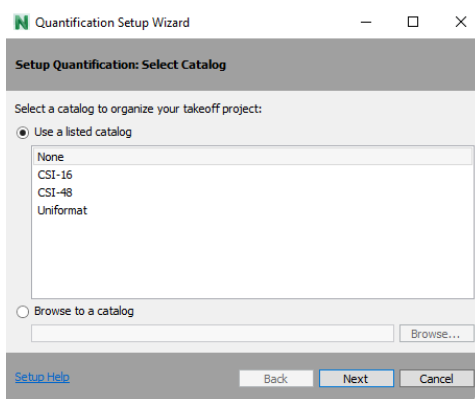 Quantification Setup Wizard
Setup Quantification: Select Catalog
Select a catalog to organize your takeoff project:
Use a listed catalog
None
CSI-16
CSI-48
Uniformat
Browse to a catalog
Browse...
Setup Help
Back
Next
Cancel